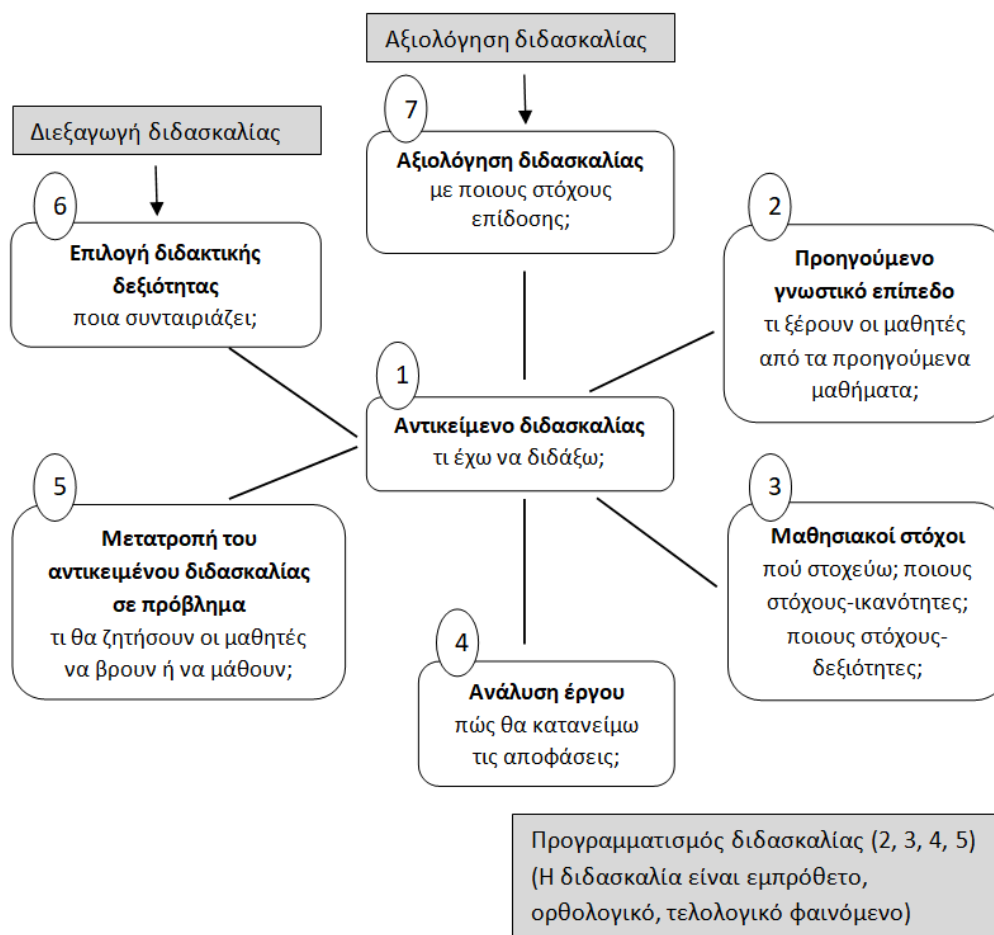 Αξιολόγηση διδασκαλίας
7
Αξιολόγηση διδασκαλίας
με ποιους στόχους
επίδοσης;
Διεξαγωγή διδασκαλίας
6
Επιλογή διδακτικής
δεξιότητας
ποια συνταιριάζει;
2
Προηγούμενο
γνωστικό επίπεδο
τι ξέρουν οι μαθητές
από τα προηγούμενα
μαθήματα;
1
Αντικείμενο διδασκαλίας
τι έχω να διδάξω;
5
Μετατροπή του
αντικειμένου διδασκαλίας
σε πρόβλημα
τι θα ζητήσουν οι μαθητές
να βρουν ή να μάθουν;
3
Μαθησιακοί στόχοι
πού στοχεύω; ποιους
στόχους-ικανότητες;
ποιους στόχους-
δεξιότητες;
4
Ανάλυση έργου
πώς θα κατανείμω
τις αποφάσεις;
Προγραμματισμός διδασκαλίας (2, 3, 4, 5)
(Η διδασκαλία είναι εμπρόθετο,
ορθολογικό, τελολογικό φαινόμενο)